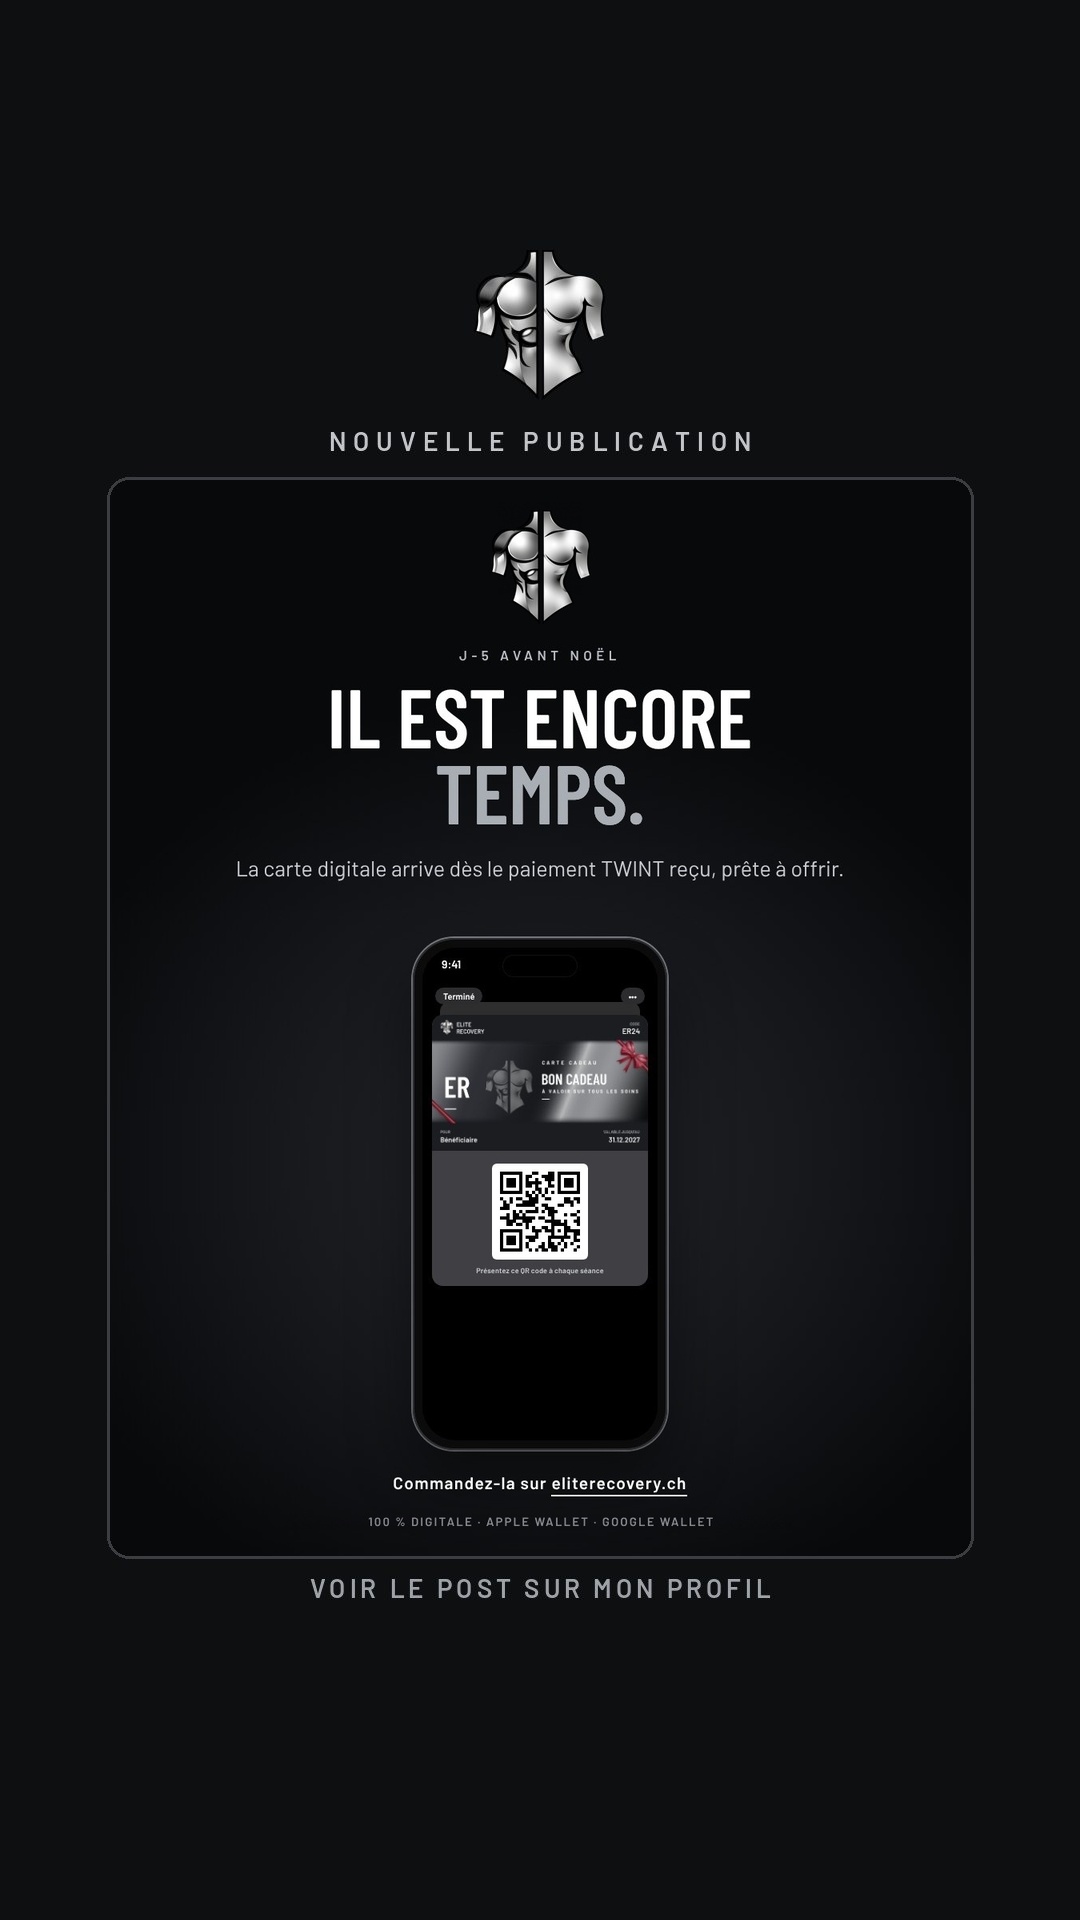 NOUVELLE PUBLICATION
J-5 AVANT NOËL
IL EST ENCORE
TEMPS.
La carte digitale arrive dès le paiement TWINT reçu, prête à offrir.
9:41
Terminé
ELITE
RECOVERY
ER24
CARTE CADEAU
ER
BON CADEAU
À VALOIR SUR TOUS LES SOINS
Bénéficiaire
31.12.2027
Présentez ce QR code à chaque séance
Commandez-la sur eliterecovery.ch
100 % DIGITALE · APPLE WALLET · GOOGLE WALLET
VOIR LE POST SUR MON PROFIL